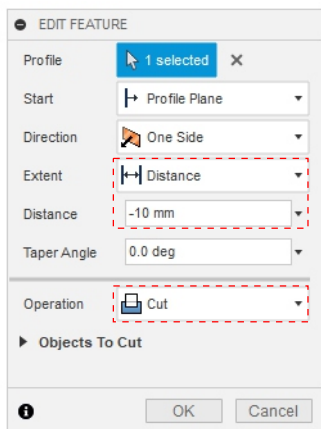 EDIT FEATURE
Profile 1 selected
Start Profile Plane
Direction One Side
Extent Distance
Distance -10 mm
Taper Angle 0.0 deg
Operation Cut
Objects To Cut
OK Cancel